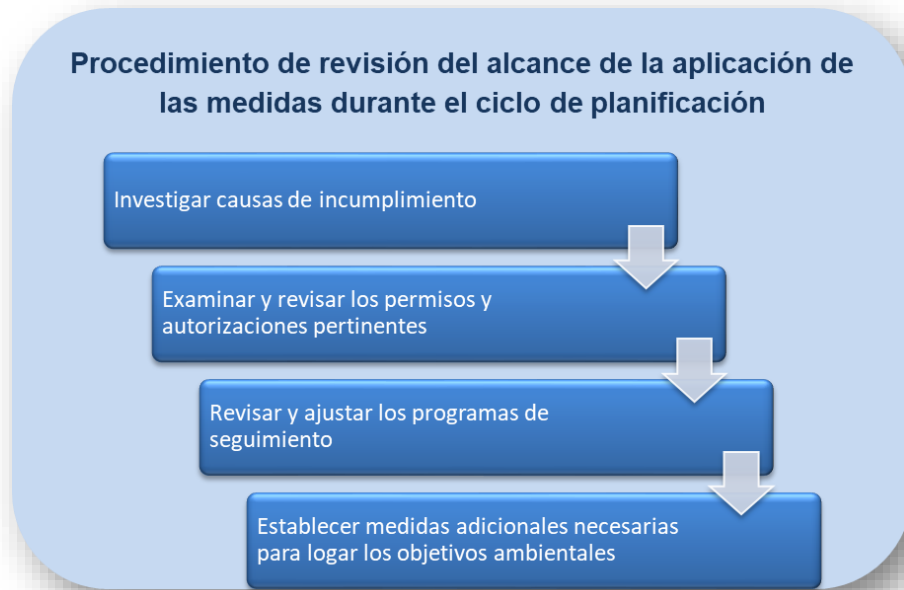 Procedimiento de revisión del alcance de la aplicación de
las medidas durante el ciclo de planificación
Investigar causas de incumplimiento
Examinar y revisar los permisos y
autorizaciones pertinentes
Revisar y ajustar los programas de
seguimiento
Establecer medidas adicionales necesarias
para logar los objetivos ambientales